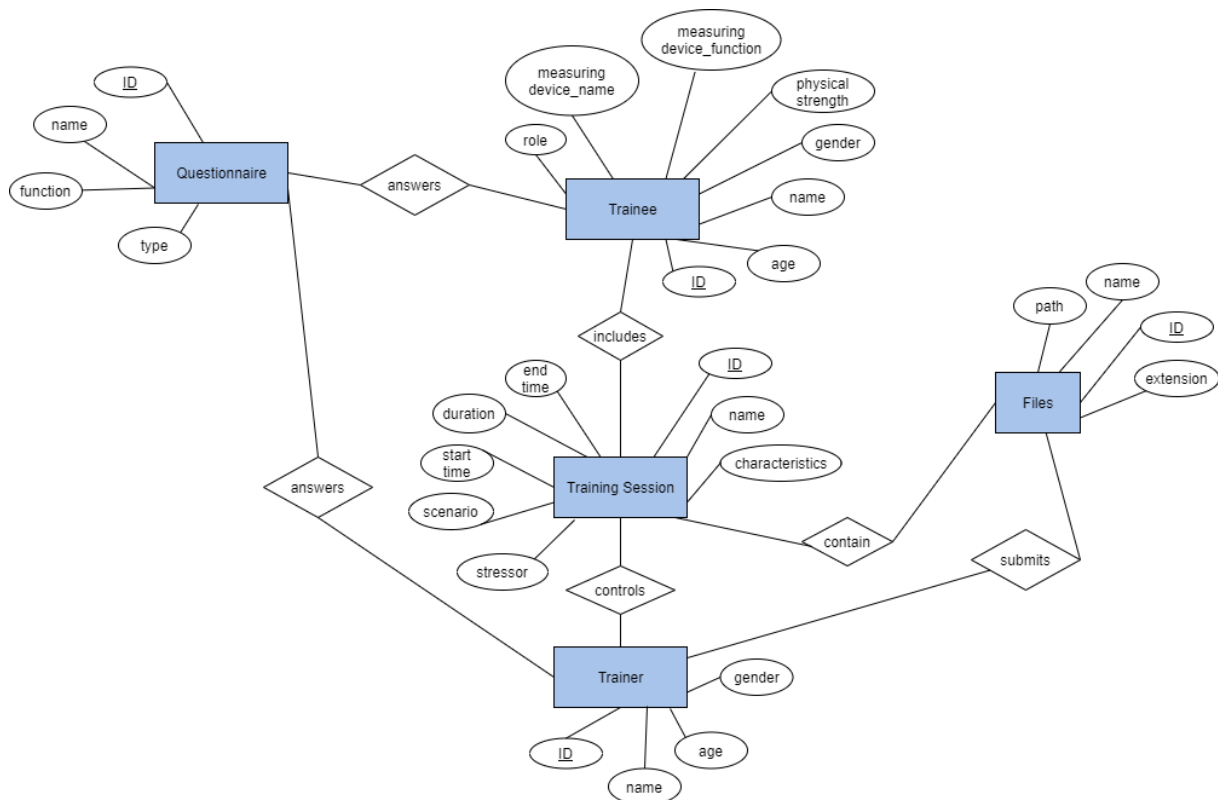 measuring
device_function
measuring
device_name
ID
physical
strength
name
role
gender
Questionnaire
answers
function
Trainee
name
type
age
ID
name
path
includes
ID
end
time
ID
extension
duration
name
Files
start
time
characteristics
answers
Training Session
scenario
contain
stressor
submits
controls
Trainer
gender
ID
age
name